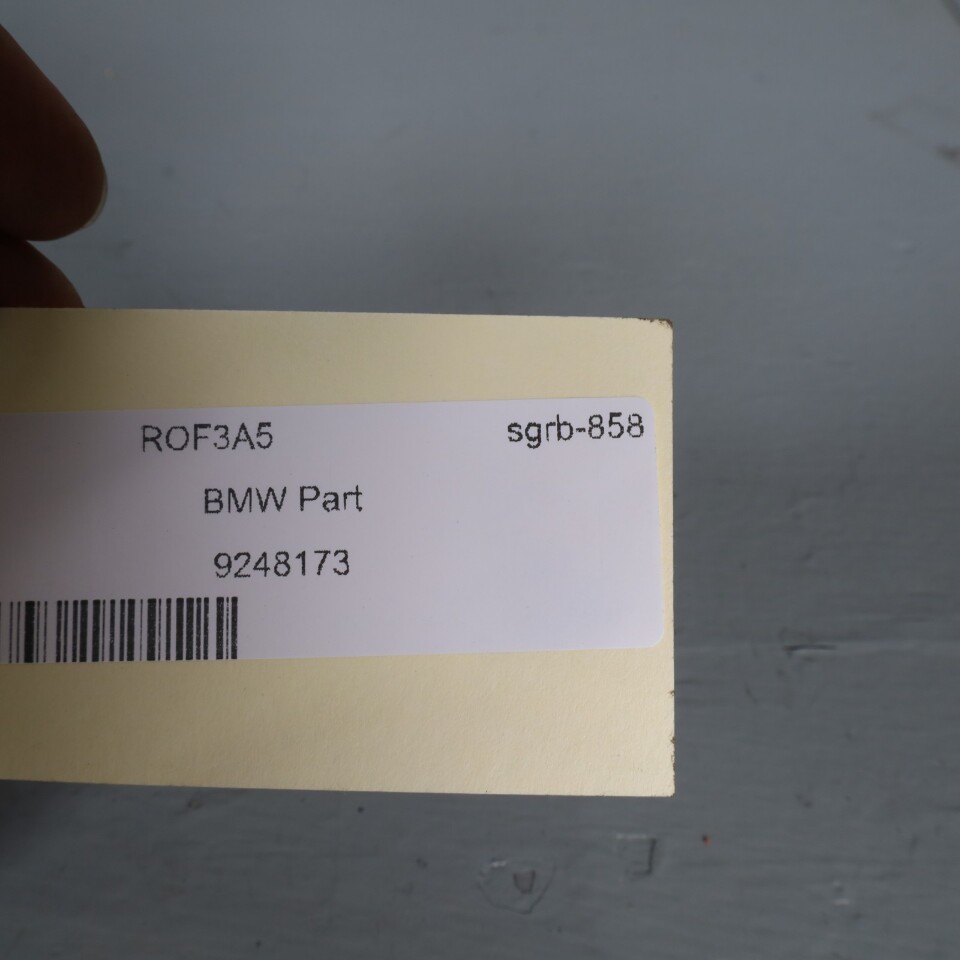 ROF3A5 sgrb-858
BMW Part
9248173